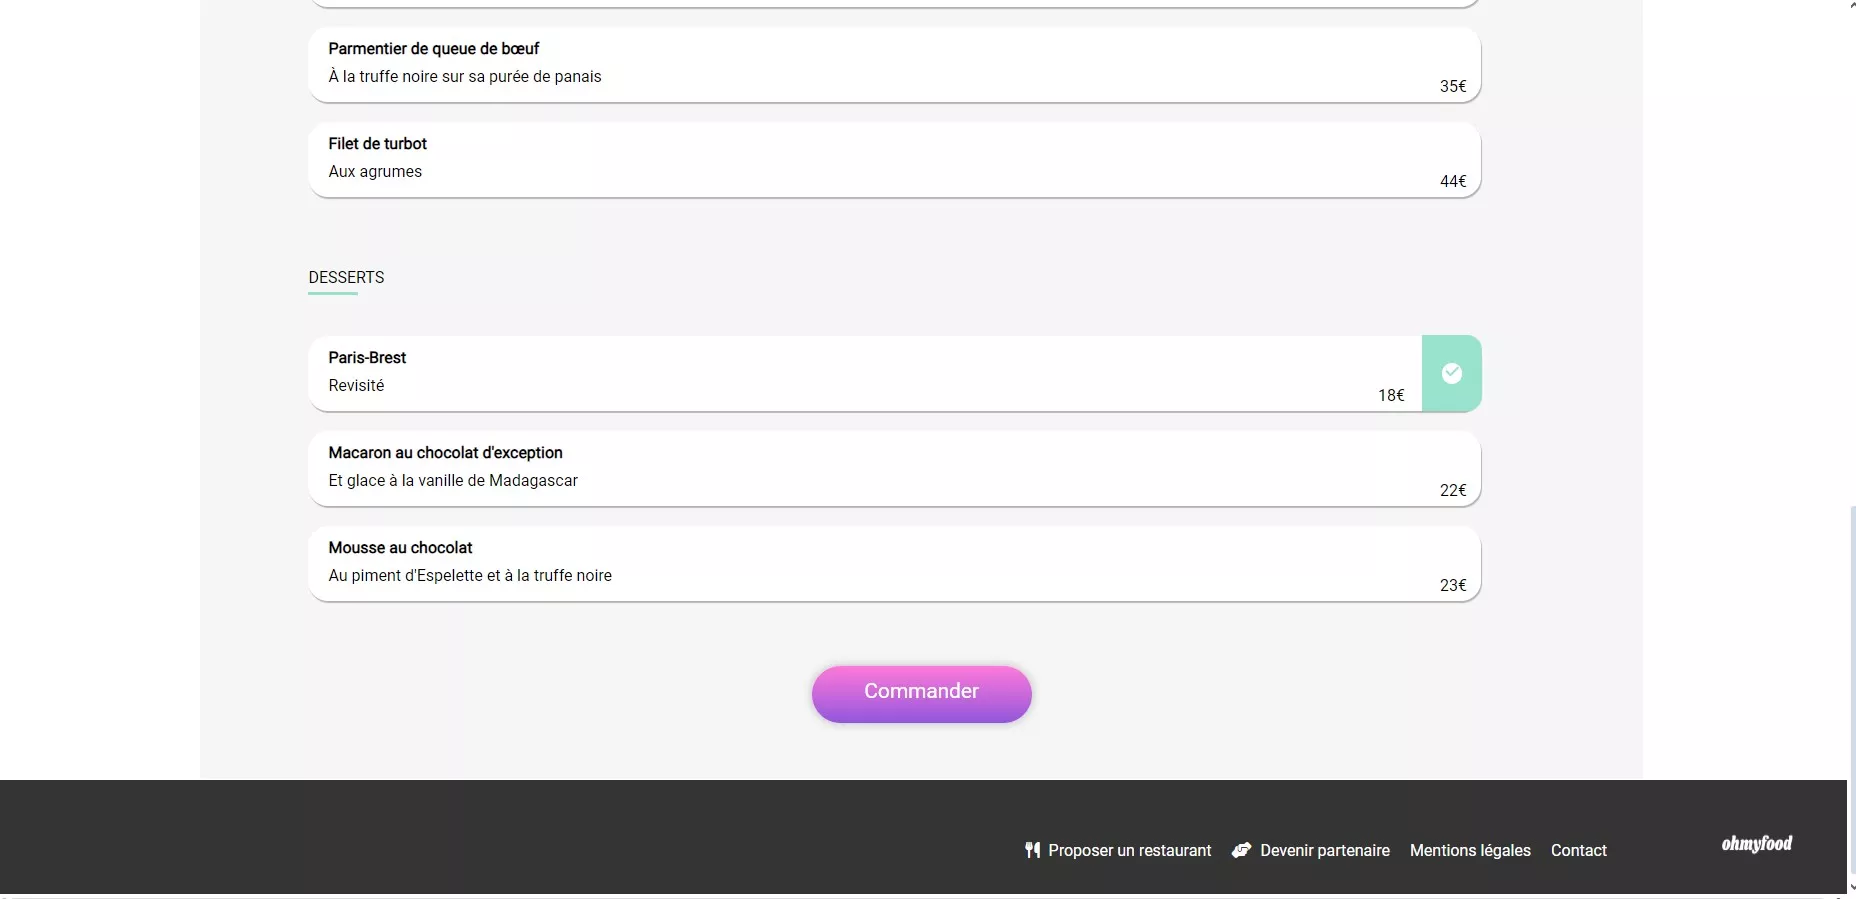 Parmentier de queue de bœuf
À la truffe noire sur sa purée de panais
35€
Filet de turbot
Aux agrumes
44€
DESSERTS
Paris-Brest
Revisité
18€
Macaron au chocolat d'exception
Et glace à la vanille de Madagascar
22€
Mousse au chocolat
Au piment d'Espelette et à la truffe noire
23€
Commander
Proposer un restaurant Devenir partenaire Mentions légales Contact
ohmyfood